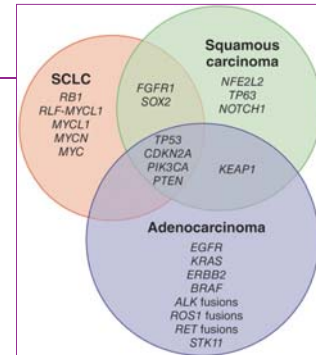 SCLC
RB1
RLF-MYCL1
MYCL1
MYCN
MYC
FGFR1
SOX2
Squamous
carcinoma
NFE2L2
TP63
NOTCH1
TP53
CDKN2A
PIK3CA
PTEN
KEAP1
Adenocarcinoma
EGFR
KRAS
ERBB2
BRAF
ALK fusions
ROS1 fusions
RET fusions
STK11